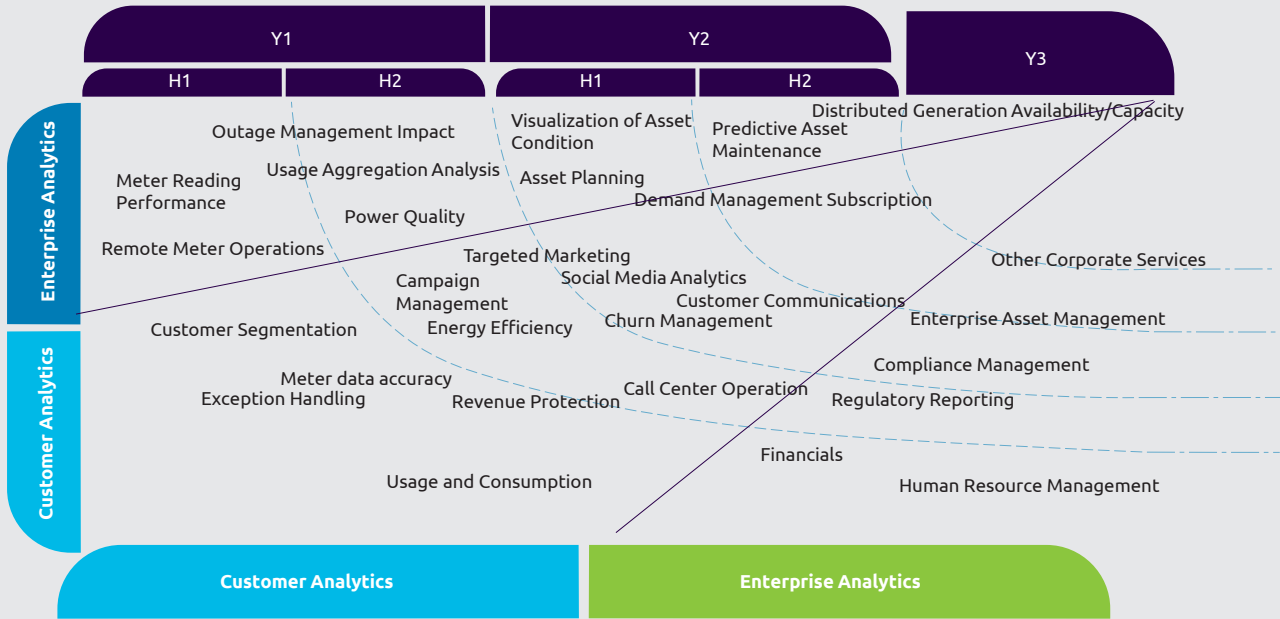 Y1
Y2
Y3
H1
H2
H1
H2
Enterprise Analytics
Customer Analytics
Distributed Generation Availability/Capacity
Outage Management Impact
Visualization of Asset
Condition
Predictive Asset
Maintenance
Usage Aggregation Analysis
Asset Planning
Meter Reading
Performance
Demand Management Subscription
Power Quality
Remote Meter Operations
Targeted Marketing
Other Corporate Services
Social Media Analytics
Campaign
Management
Customer Communications
Energy Efficiency
Churn Management
Enterprise Asset Management
Customer Segmentation
Compliance Management
Meter data accuracy
Exception Handling
Call Center Operation
Revenue Protection
Regulatory Reporting
Financials
Usage and Consumption
Human Resource Management
Customer Analytics
Enterprise Analytics